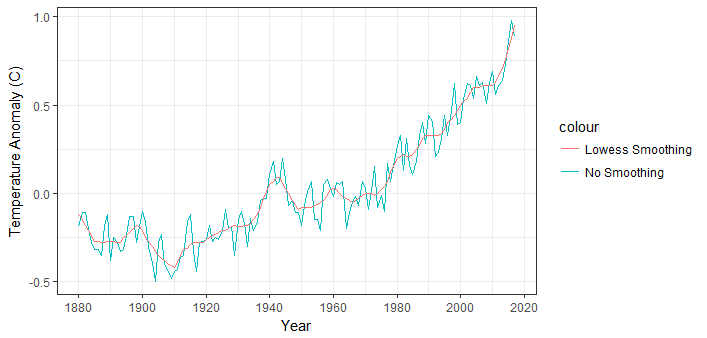 1.0
0.5
0.0
-0.5
Temperature Anomaly (C)
1880 1900 1920 1940 1960 1980 2000 2020
Year
colour
Lowess Smoothing
No Smoothing